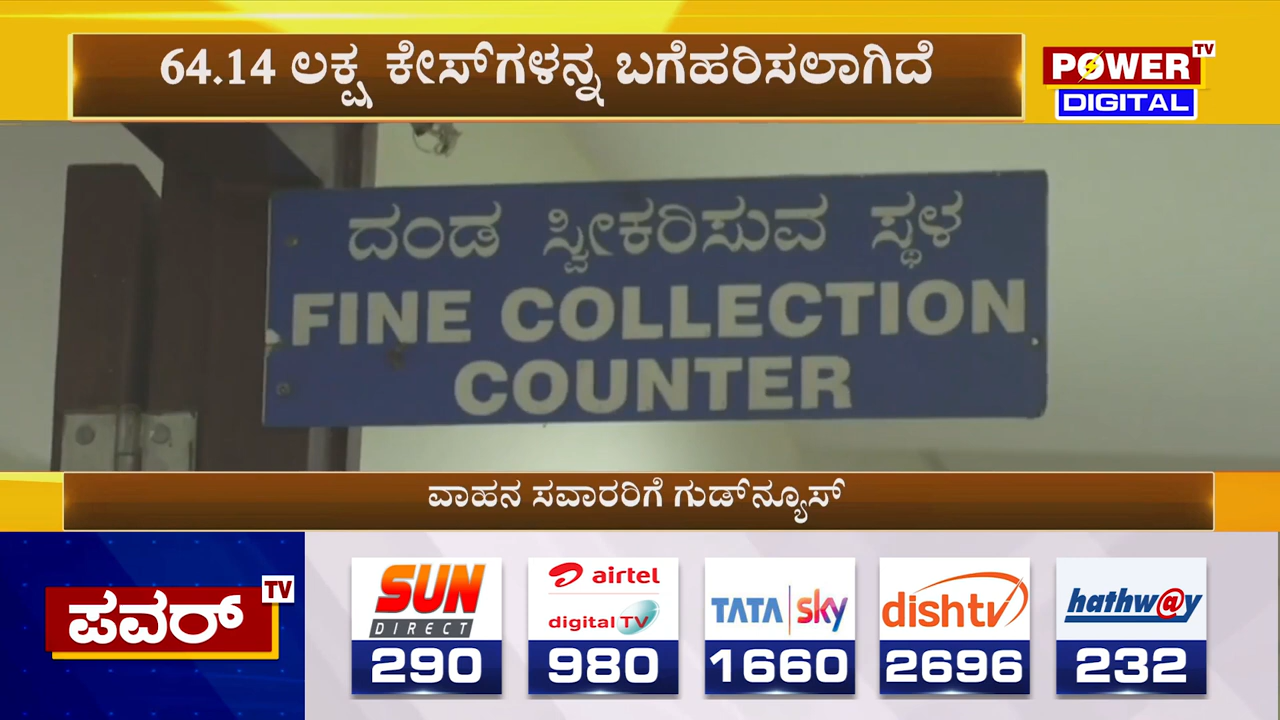 64.14 ಲಕ್ಷ ಕೇಸ್‌ಗಳನ್ನ ಬಗೆಹರಿಸಲಾಗಿದೆ
POWER TV
DIGITAL
ದಂಡ ಸ್ವೀಕರಿಸುವ ಸ್ಥಳ
FINE COLLECTION
COUNTER
ವಾಹನ ಸವಾರರಿಗೆ ಗುಡ್‌ನ್ಯೂಸ್
ಪವರ್ TV
SUN
DIRECT
290
airtel
digital TV
980
TATA sky
1660
dishtv
2696
hathw@y
232